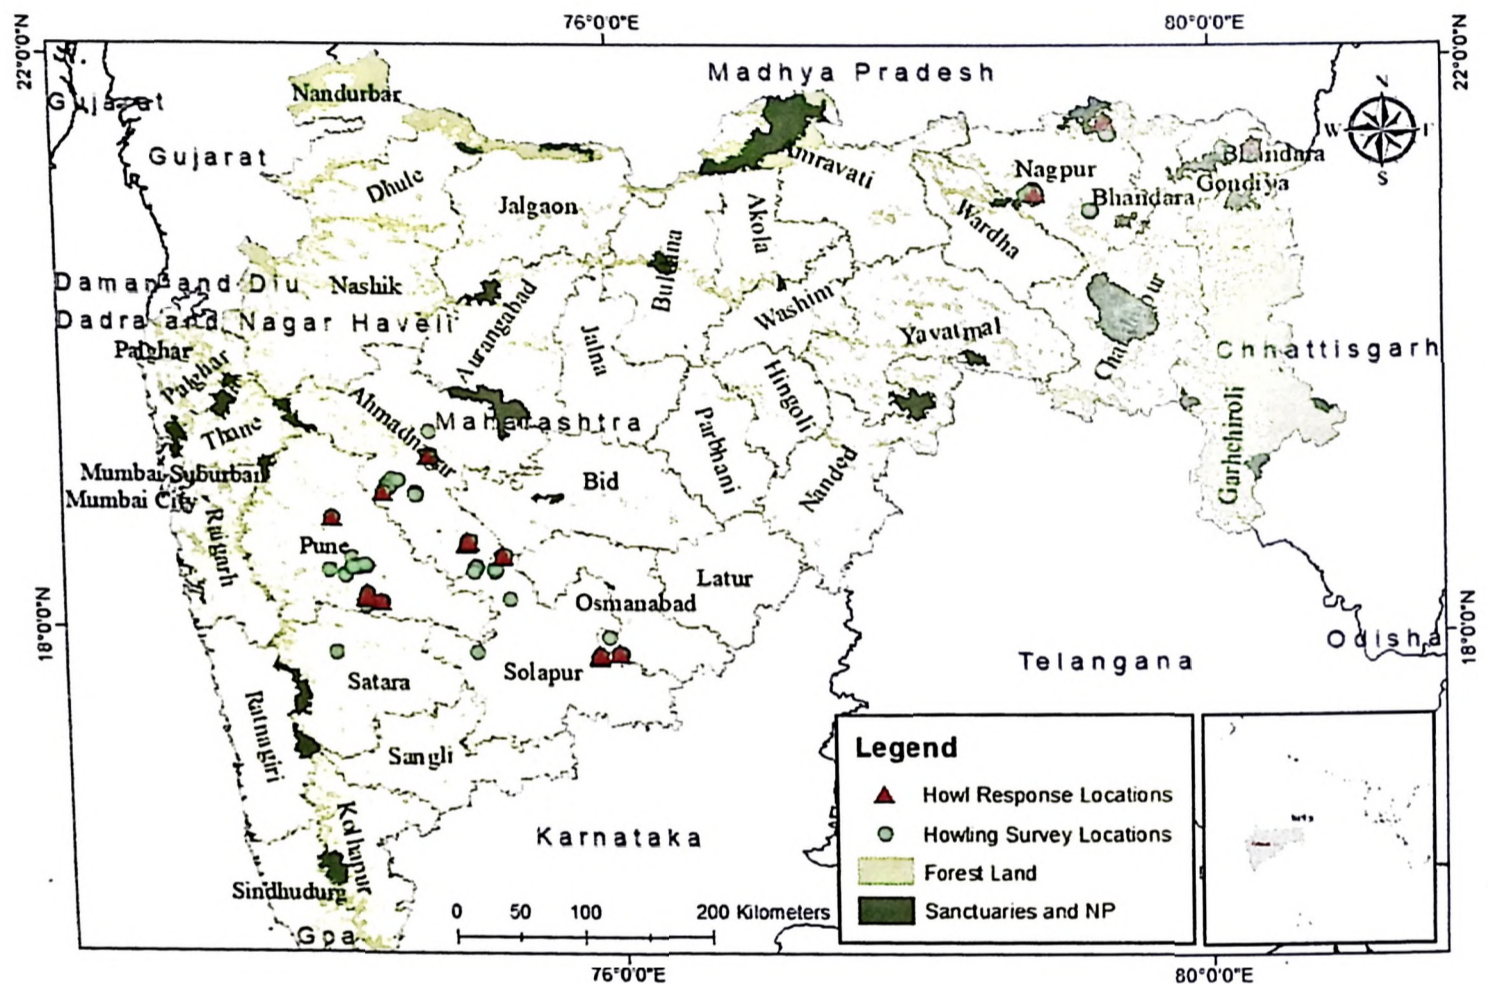 76°0'0"E 80°0'0"E
22°0'0"N 22°0'0"N
Madhya Pradesh
Nandurbar
Gujarat
Gujarat
Dhule
Jalgaon
Amravati
Akola
Nagpur
Bhandara
Bhandara
Gondiya
Wardha
W E
S
Daman and Diu
Nashik
Buldana
Washim
Dadra and Nagar Haveli
Aurangabad
Jalna
Yavatmal
Palghar
Palghar
Chhattisgarh
Thane
Ahmadnagar
Maharashtra
Hingoli
Parbhani
Garhchiroli
Mumbai Suburban
Mumbai City
Bid
Nanded
Raigarh
Pune
Latur
Osmanabad
18°0'0"N 18°0'0"N
Odisha
Telangana
Solapur
Satara
Ratnagiri
Sangli
Karnataka
Kolhapur
Sindhudurg
Goa
0 50 100 200 Kilometers
Legend
Howl Response Locations
Howling Survey Locations
Forest Land
Sanctuaries and NP
76°0'0"E 80°0'0"E